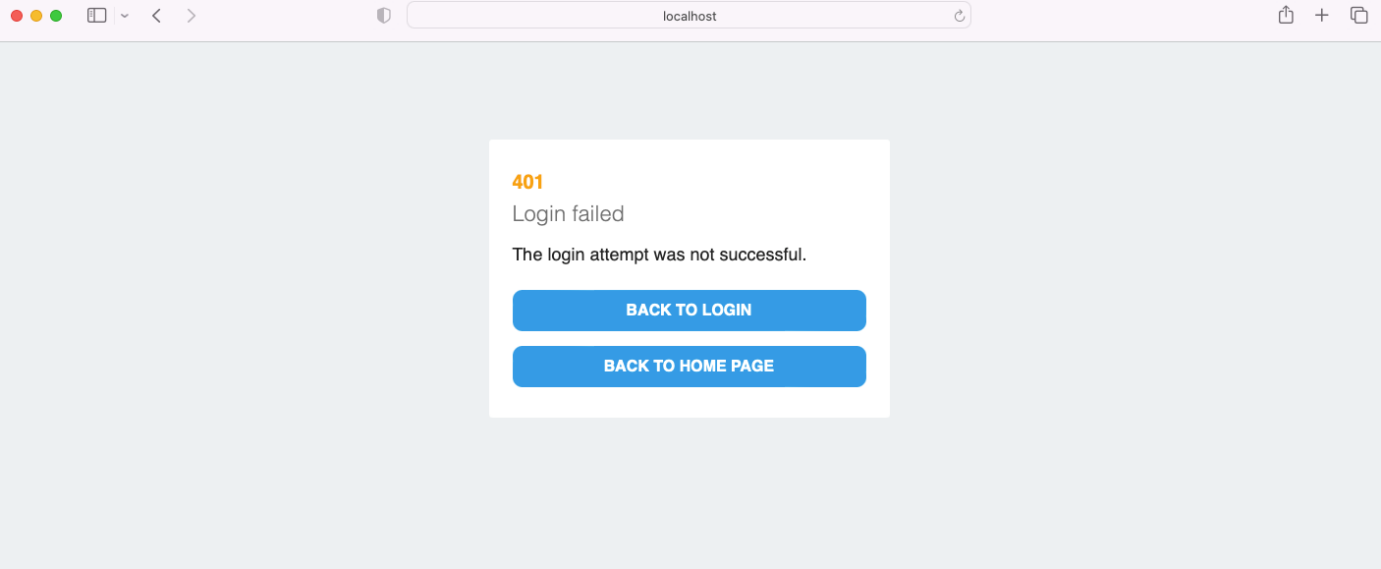 localhost
401
Login failed
The login attempt was not successful.
BACK TO LOGIN
BACK TO HOME PAGE